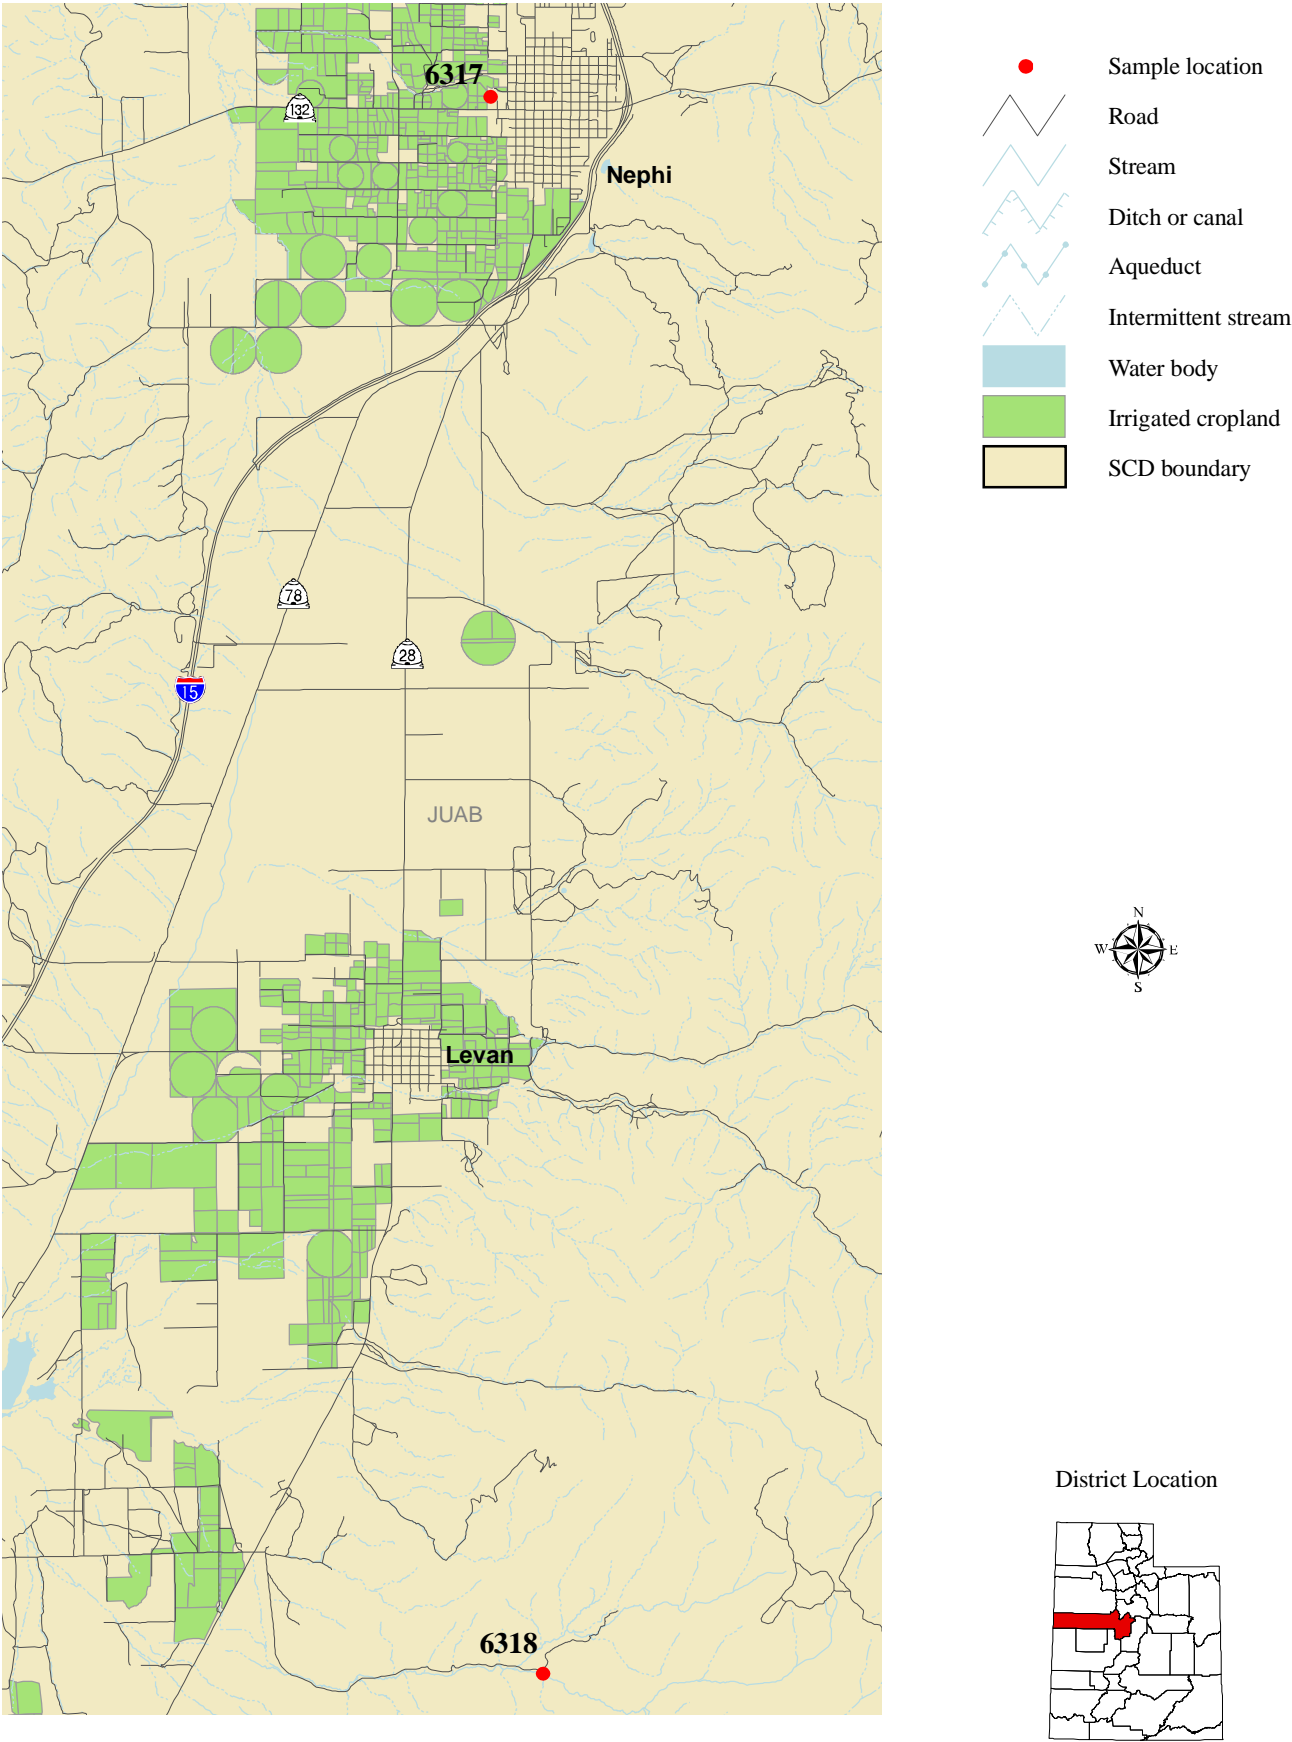 6317
132
Nephi
78
28
15
JUAB
Levan
6318
Sample location
Road
Stream
Ditch or canal
Aqueduct
Intermittent stream
Water body
Irrigated cropland
SCD boundary
N
W E
S
District Location